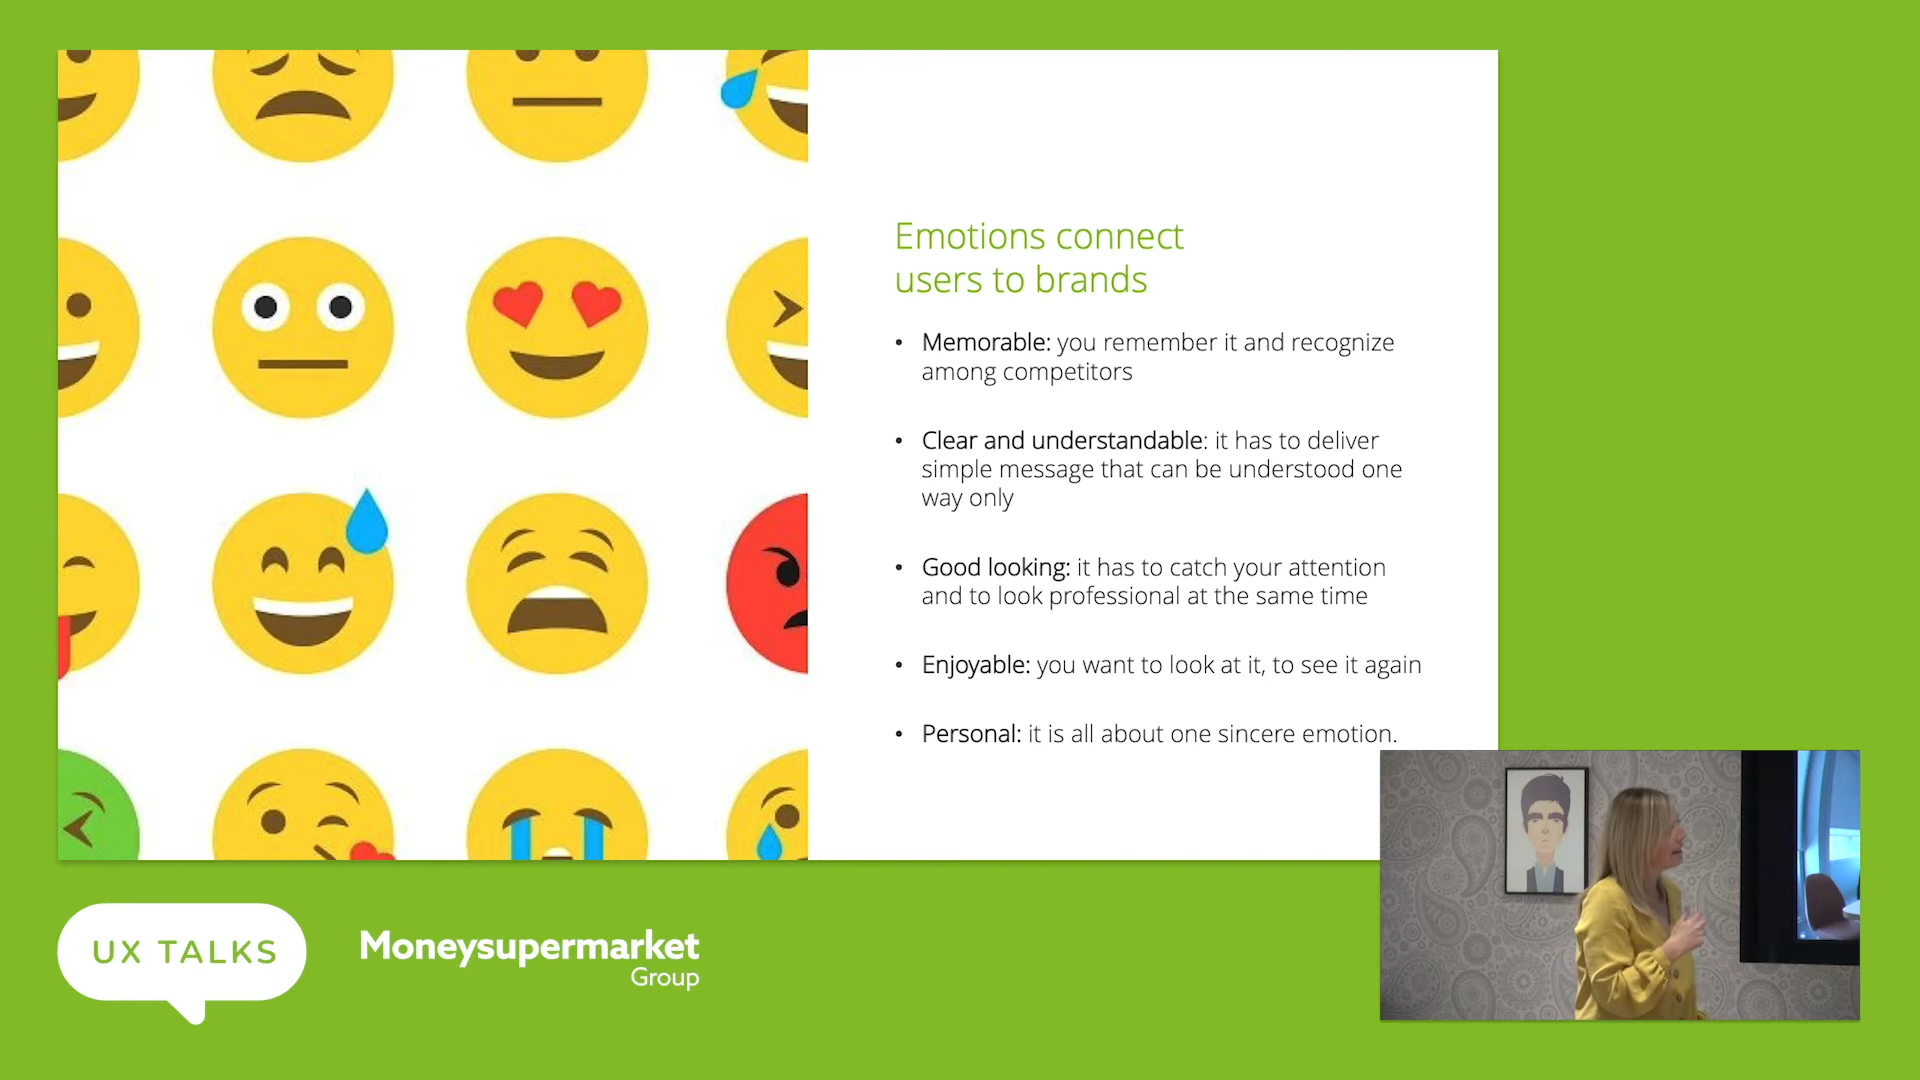 Emotions connect
users to brands
• Memorable: you remember it and recognize
among competitors
• Clear and understandable: it has to deliver
simple message that can be understood one
way only
• Good looking: it has to catch your attention
and to look professional at the same time
• Enjoyable: you want to look at it, to see it again
• Personal: it is all about one sincere emotion.
UX TALKS
Moneysupermarket
Group